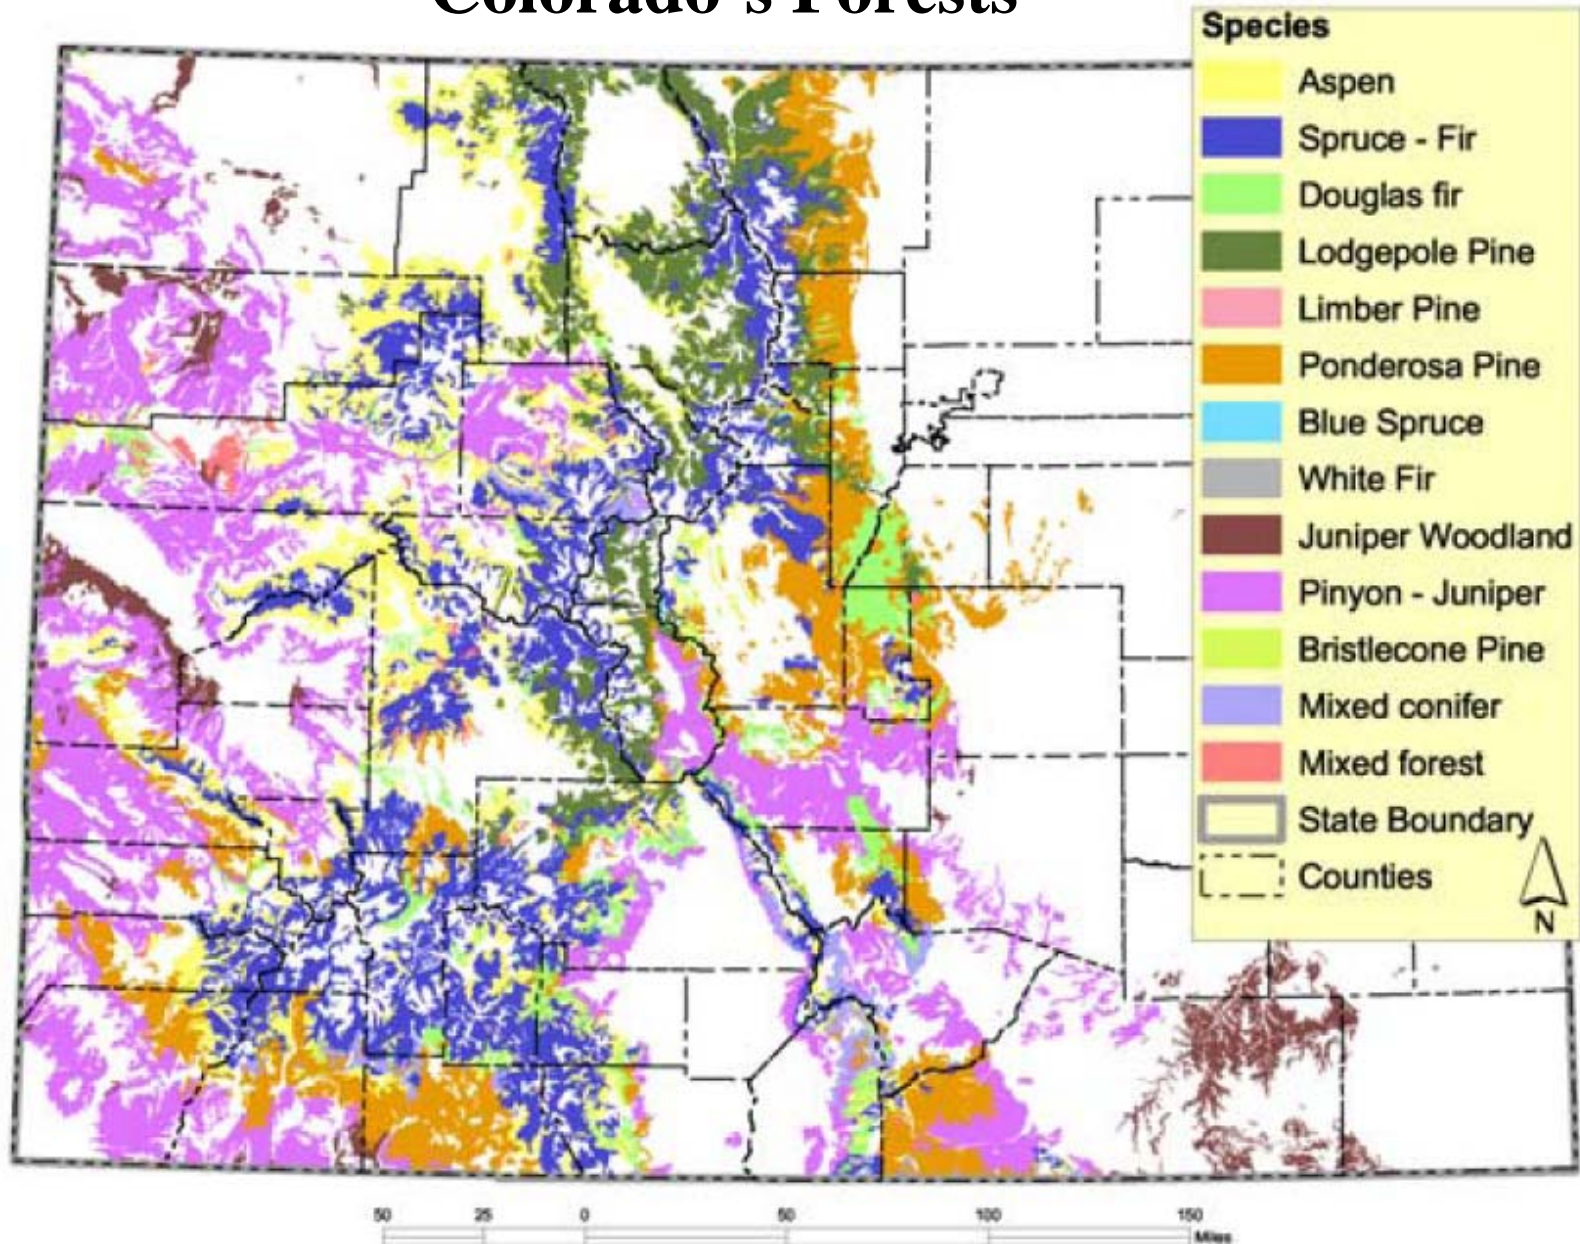 Colorado's Forests
Species
Aspen
Spruce - Fir
Douglas fir
Lodgepole Pine
Limber Pine
Ponderosa Pine
Blue Spruce
White Fir
Juniper Woodland
Pinyon - Juniper
Bristlecone Pine
Mixed conifer
Mixed forest
State Boundary
Counties
N
50 25 0 50 100 150
Miles